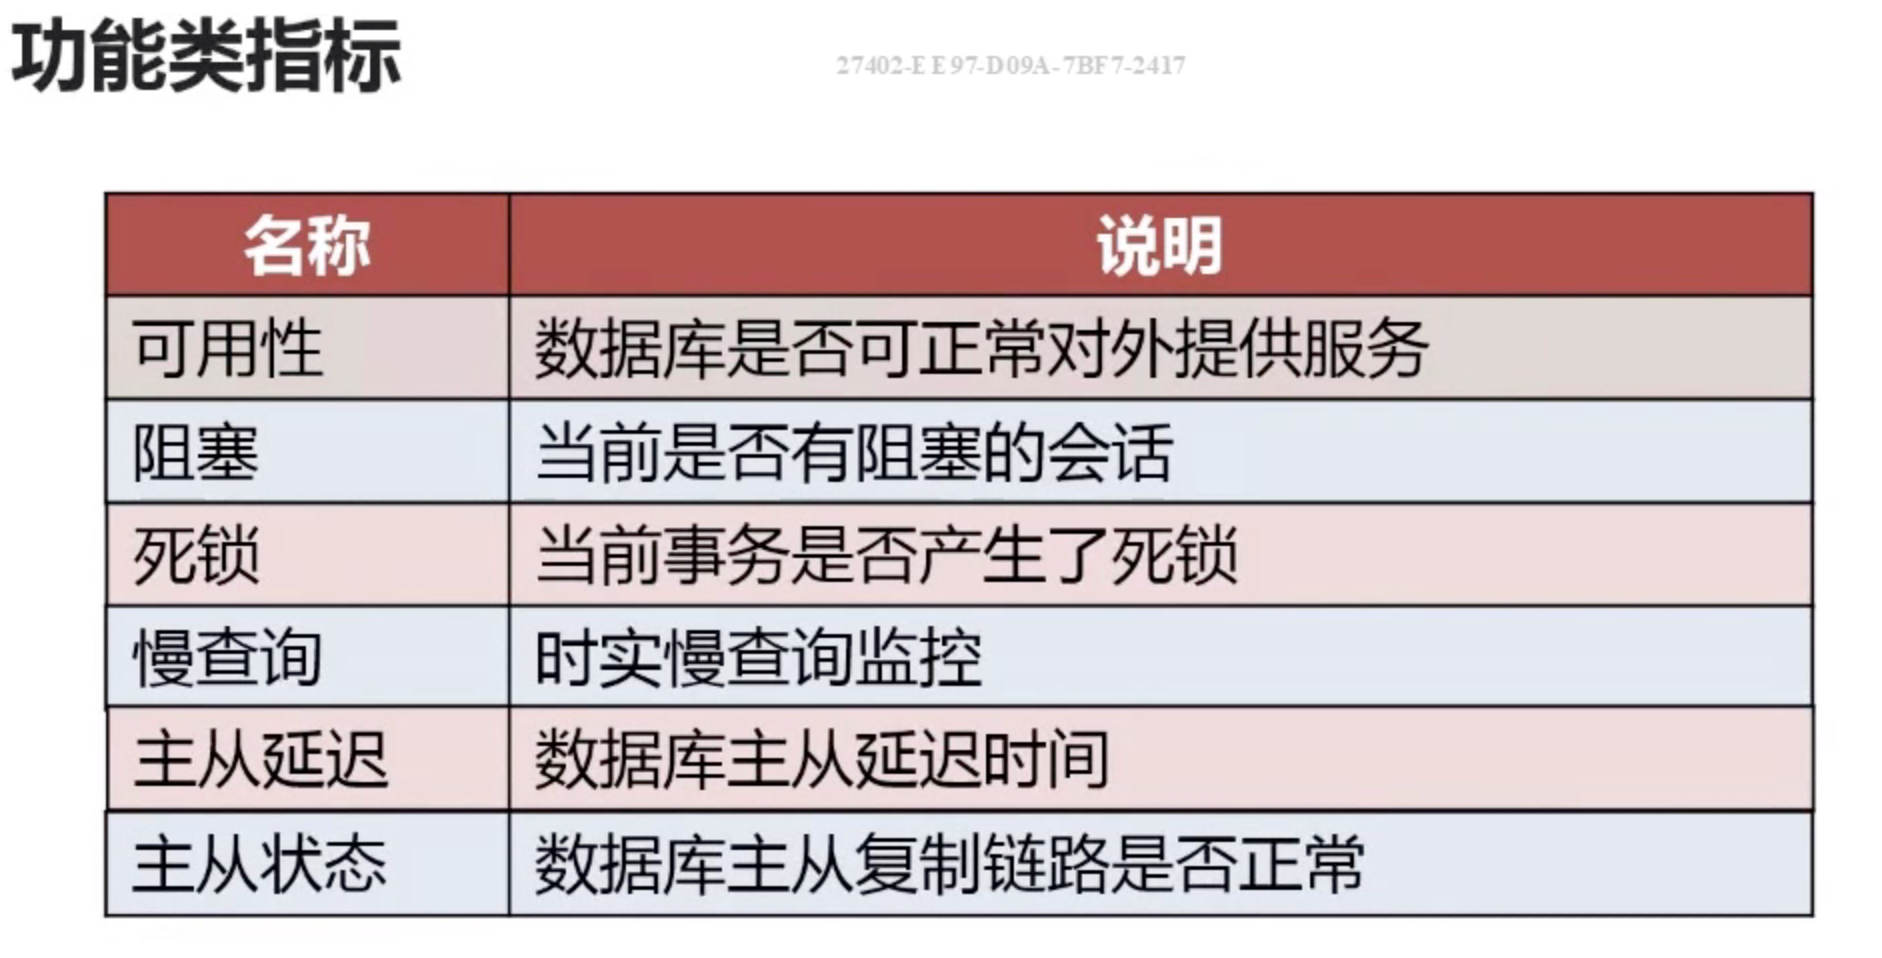 功能类指标
27402-EE97-D09A-7BF7-2417
名称 说明
可用性 数据库是否可正常对外提供服务
阻塞 当前是否有阻塞的会话
死锁 当前事务是否产生了死锁
慢查询 时实慢查询监控
主从延迟 数据库主从延迟时间
主从状态 数据库主从复制链路是否正常